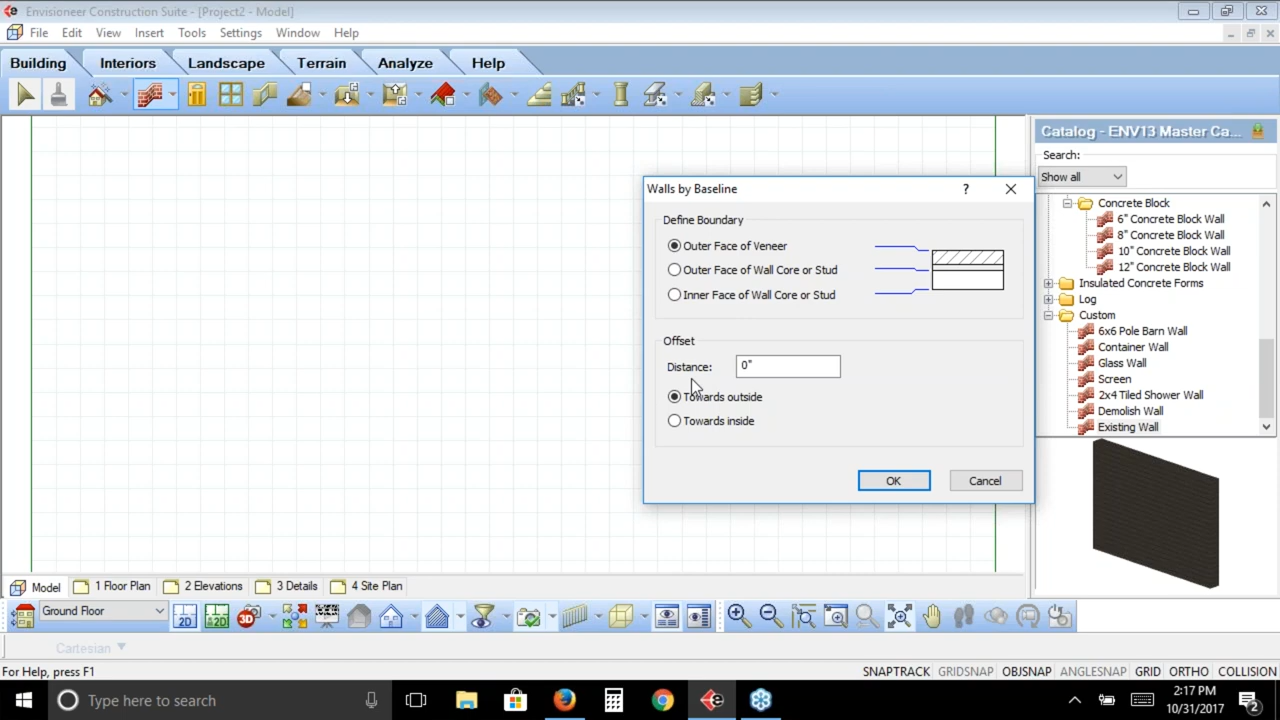 Envisioneer Construction Suite - [Project2 - Model]
File Edit View Insert Tools Settings Window Help
Building Interiors Landscape Terrain Analyze Help
Catalog - ENV13 Master Ca...
Search:
Show all
Concrete Block
6" Concrete Block Wall
8" Concrete Block Wall
10" Concrete Block Wall
12" Concrete Block Wall
Insulated Concrete Forms
Log
Custom
6x6 Pole Barn Wall
Container Wall
Glass Wall
Screen
2x4 Tiled Shower Wall
Demolish Wall
Existing Wall
Walls by Baseline
Define Boundary
Outer Face of Veneer
Outer Face of Wall Core or Stud
Inner Face of Wall Core or Stud
Offset
Distance: 0"
Towards outside
Towards inside
OK Cancel
Model 1 Floor Plan 2 Elevations 3 Details 4 Site Plan
Ground Floor 2D &2D 3D
Cartesian
For Help, press F1 SNAPTRACK GRIDSNAP OBJSNAP ANGLESNAP GRID ORTHO COLLISION
Type here to search
2:17 PM
10/31/2017
2